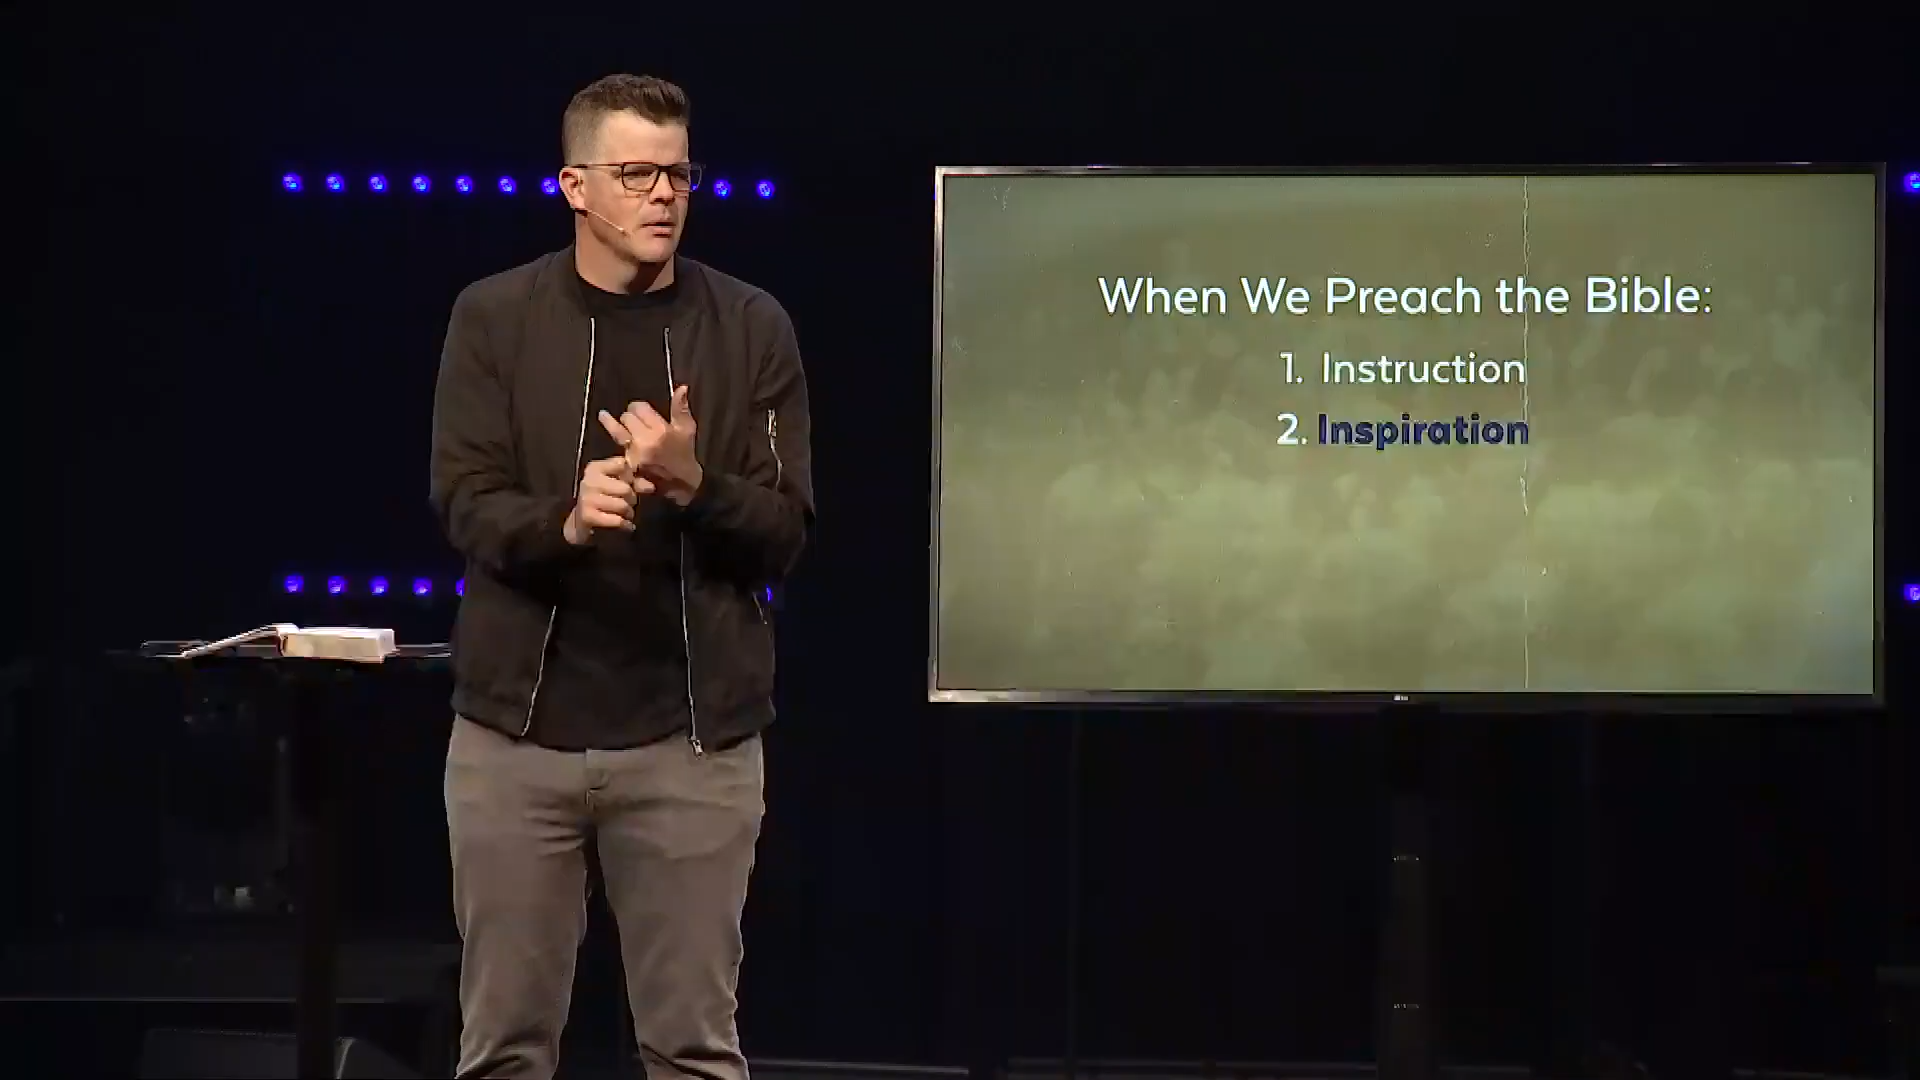 When We Preach the Bible:
1. Instruction
2. Inspiration